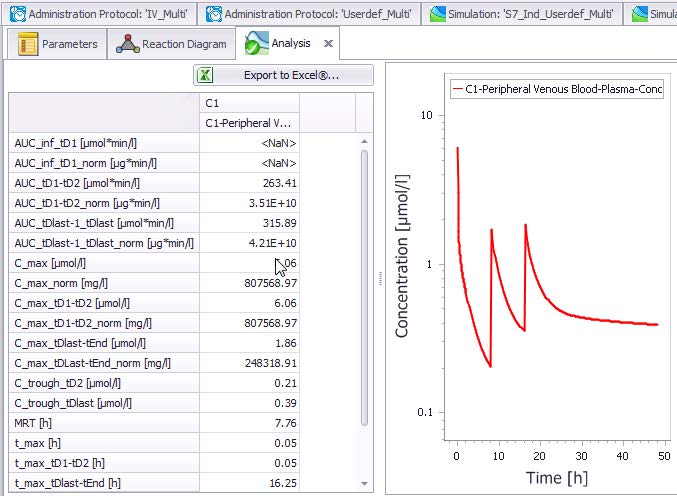 Administration Protocol: 'IV_Multi'
Administration Protocol: 'Userdef_Multi'
Simulation: 'S7_Ind_Userdef_Multi'
Simula
Parameters
Reaction Diagram
Analysis
Export to Excel®...
C1
C1-Peripheral V...
AUC_inf_tD1 [µmol*min/l] <NaN>
AUC_inf_tD1_norm [µg*min/l] <NaN>
AUC_tD1-tD2 [µmol*min/l] 263.41
AUC_tD1-tD2_norm [µg*min/l] 3.51E+10
AUC_tDlast-1_tDlast [µmol*min/l] 315.89
AUC_tDlast-1_tDlast_norm [µg*min/l] 4.21E+10
C_max [µmol/l] .06
C_max_norm [mg/l] 807568.97
C_max_tD1-tD2 [µmol/l] 6.06
C_max_tD1-tD2_norm [mg/l] 807568.97
C_max_tDlast-tEnd [µmol/l] 1.86
C_max_tDLast-tEnd_norm [mg/l] 248318.91
C_trough_tD2 [µmol/l] 0.21
C_trough_tDlast [µmol/l] 0.39
MRT [h] 7.76
t_max [h] 0.05
t_max_tD1-tD2 [h] 0.05
t_max_tDlast-tEnd [h] 16.25
C1-Peripheral Venous Blood-Plasma-Conc
Concentration [µmol/l]
10
1
0.1
0 10 20 30 40 50
Time [h]